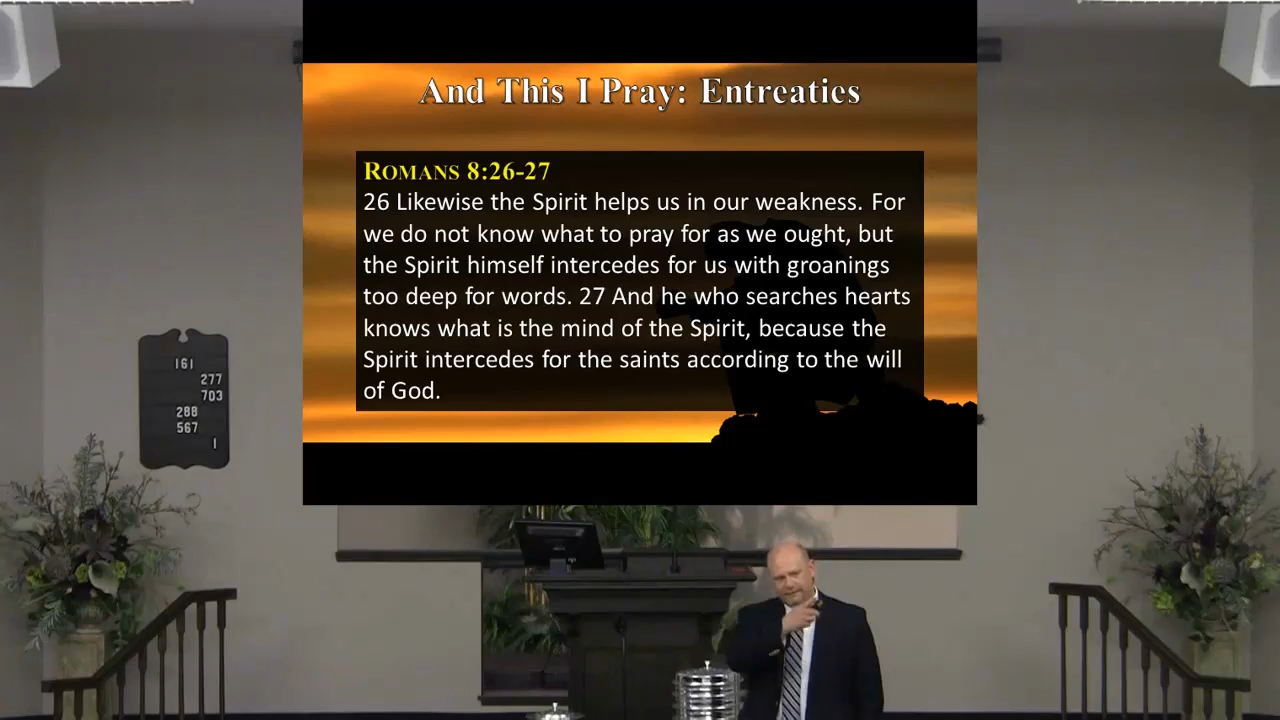 And This I Pray: Entreaties
Romans 8:26-27
26 Likewise the Spirit helps us in our weakness. For
we do not know what to pray for as we ought, but
the Spirit himself intercedes for us with groanings
too deep for words. 27 And he who searches hearts
knows what is the mind of the Spirit, because the
Spirit intercedes for the saints according to the will
of God.
161
277
703
288
567
1